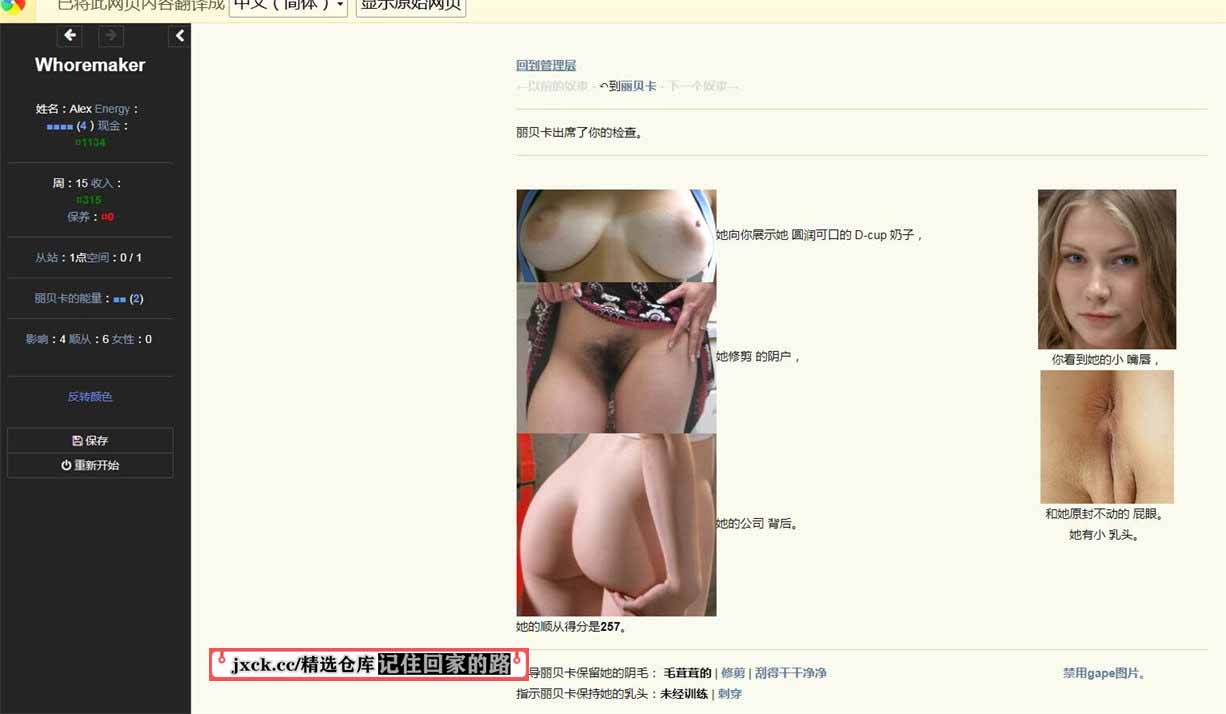 已将此网页内容翻译成 中文（简体） 显示原始网页
Whoremaker
姓名：Alex Energy：
(4) 现金：
¤1134
周：15 收入：
¤315
保养：¤0
从站：1点空间：0 / 1
丽贝卡的能量： (2)
影响：4 顺从：6 女性：0
反转颜色
保存
重新开始
回到管理层
←以前的奴隶 - ↶到丽贝卡 - 下一个奴隶→
丽贝卡出席了你的检查。
她向你展示她 圆润可口的 D-cup 奶子，
她修剪 的阴户，
她的公司 背后。
她的顺从得分是257。
你看到她的小 嘴唇，
和她原封不动的 屁眼。
她有小 乳头。
导丽贝卡保留她的阴毛： 毛茸茸的 | 修剪 | 刮得干干净净
指示丽贝卡保持她的乳头：未经训练 | 刺穿
禁用gape图片。
jxck.cc/精选仓库 记住回家的路